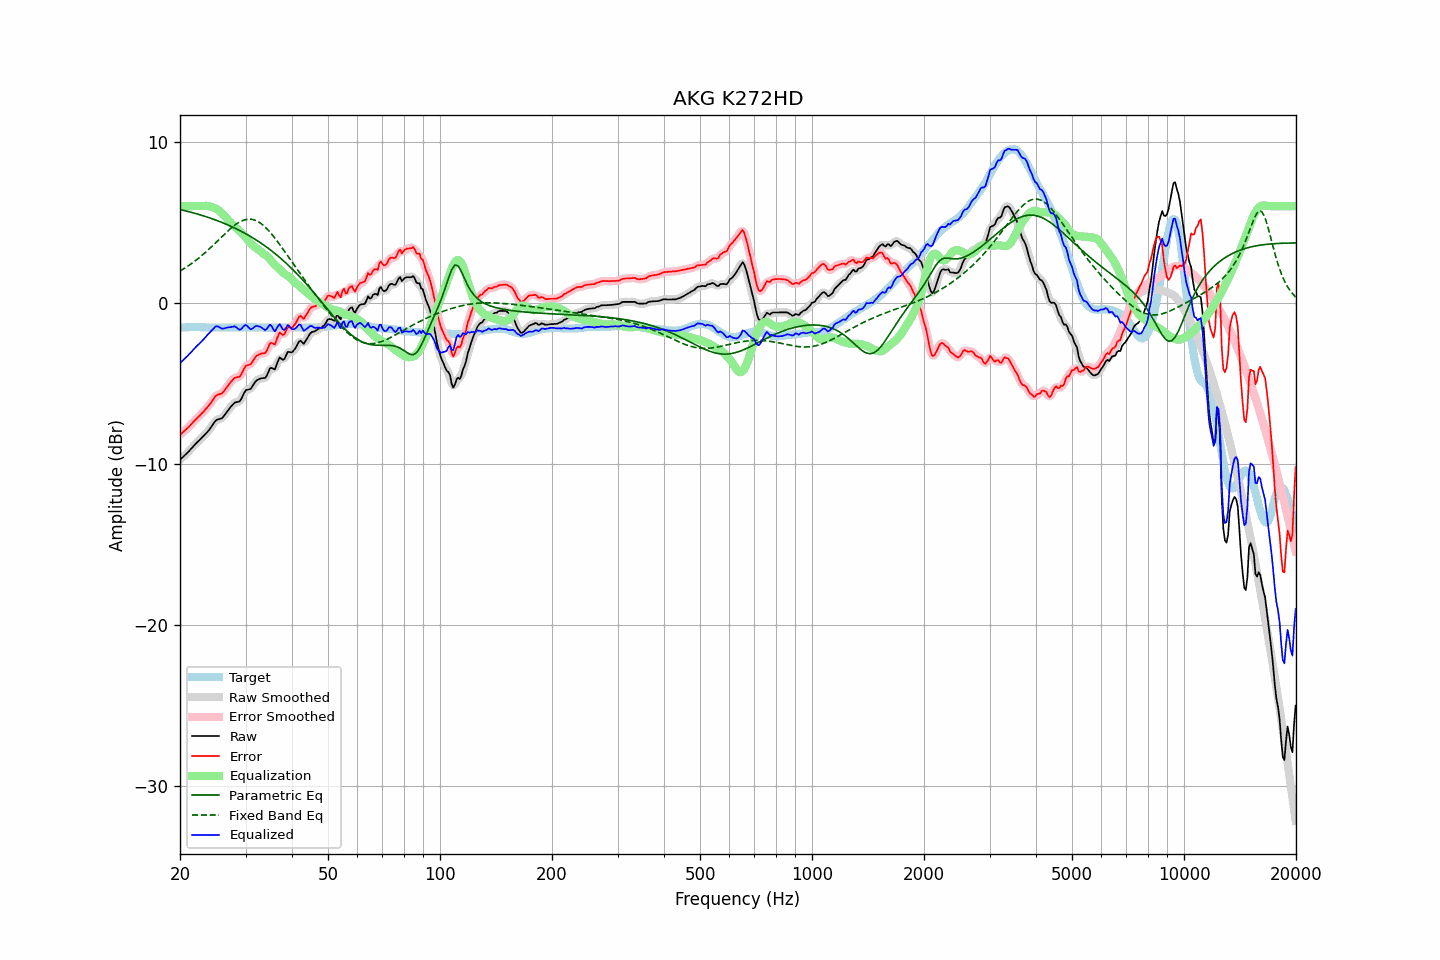 AKG K272HD
Amplitude (dBr)
10
0
−10
−20
−30
Target
Raw Smoothed
Error Smoothed
Raw
Error
Equalization
Parametric Eq
Fixed Band Eq
Equalized
20 50 100 200 500 1000 2000 5000 10000 20000
Frequency (Hz)